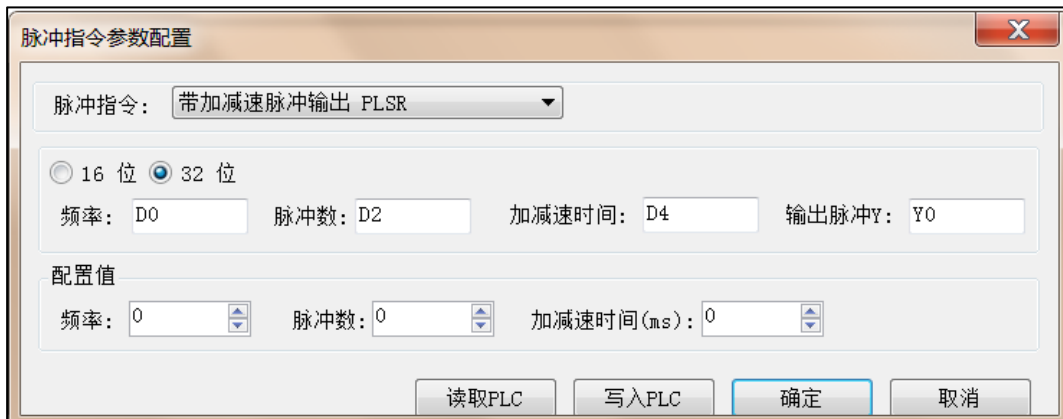 脉冲指令参数配置
脉冲指令: 带加减速脉冲输出 PLSR
16 位 32 位
频率: D0 脉冲数: D2 加减速时间: D4 输出脉冲Y: Y0
配置值
频率: 0 脉冲数: 0 加减速时间(ms): 0
读取PLC 写入PLC 确定 取消